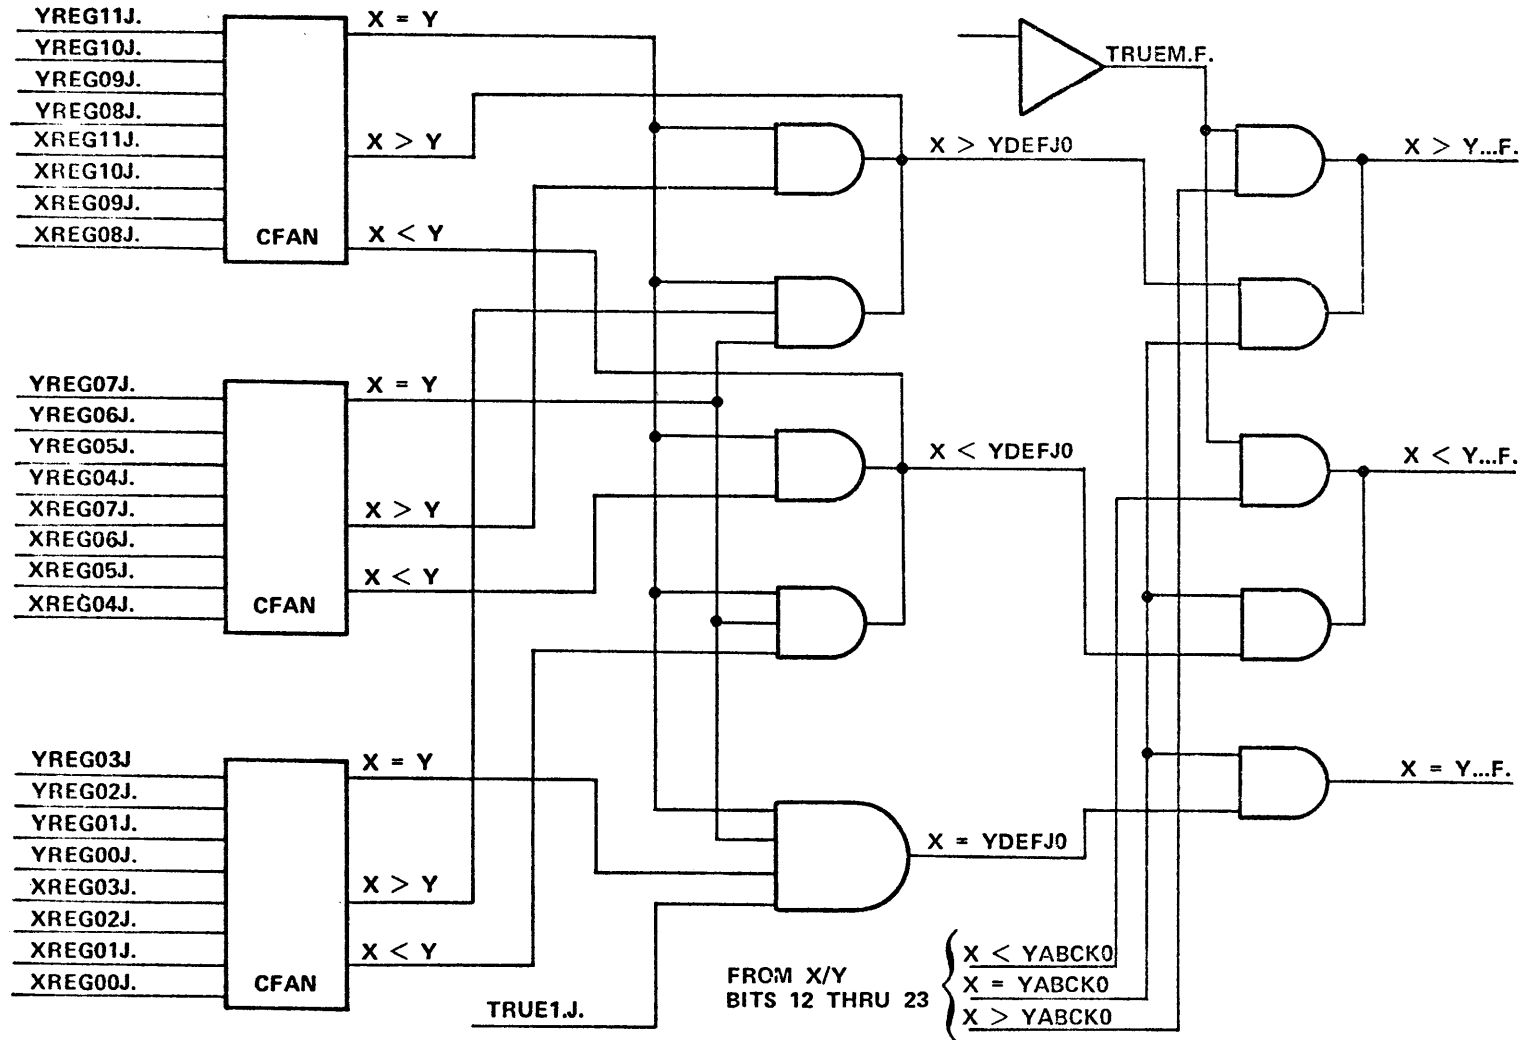 YREG11J.
YREG10J.
YREG09J.
YREG08J.
XREG11J.
XREG10J.
XREG09J.
XREG08J.
CFAN
X = Y
X > Y
X < Y
YREG07J.
YREG06J.
YREG05J.
YREG04J.
XREG07J.
XREG06J.
XREG05J.
XREG04J.
CFAN
X = Y
X > Y
X < Y
YREG03J
YREG02J.
YREG01J.
YREG00J.
XREG03J.
XREG02J.
XREG01J.
XREG00J.
CFAN
X = Y
X > Y
X < Y
TRUE1.J.
X > YDEFJ0
X < YDEFJ0
X = YDEFJ0
FROM X/Y
BITS 12 THRU 23
X < YABCK0
X = YABCK0
X > YABCK0
TRUEM.F.
X > Y...F.
X < Y...F.
X = Y...F.